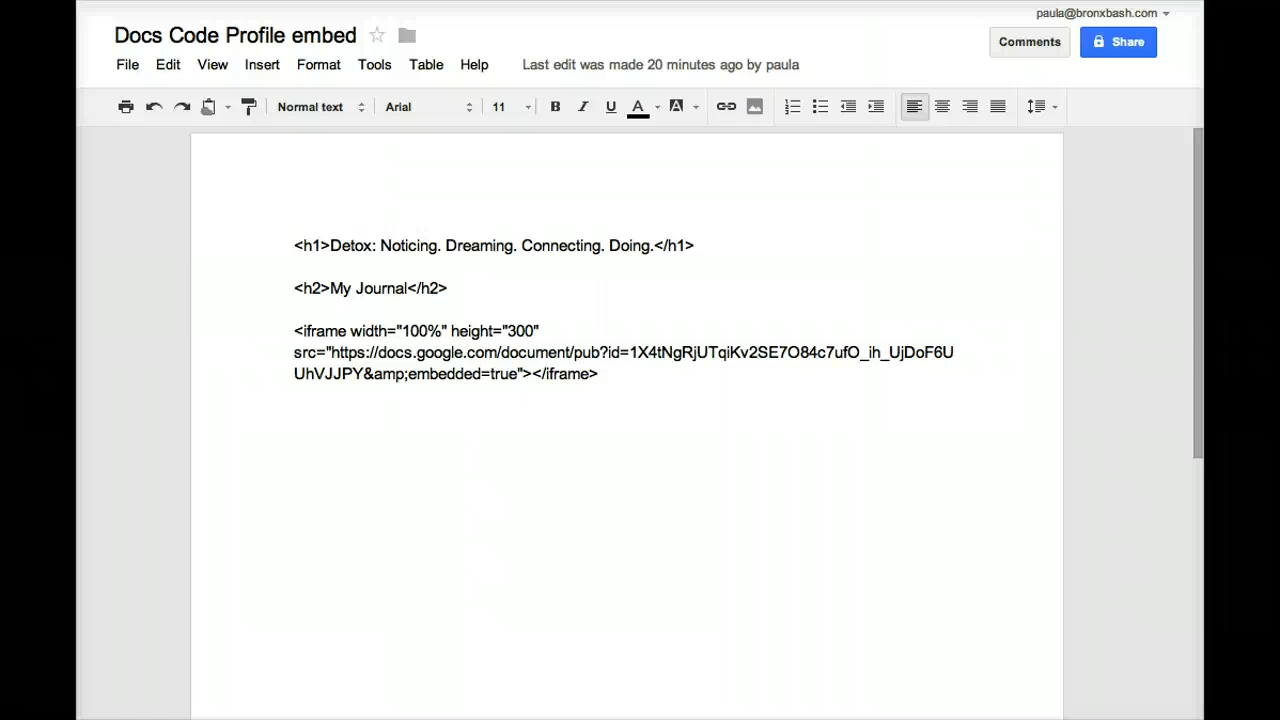 paula@bronxbash.com
Docs Code Profile embed
Comments
Share
File Edit View Insert Format Tools Table Help Last edit was made 20 minutes ago by paula
Normal text Arial 11 B I U A A
<h1>Detox: Noticing. Dreaming. Connecting. Doing.</h1>
<h2>My Journal</h2>
<iframe width="100%" height="300"
src="https://docs.google.com/document/pub?id=1X4tNgRjUTqiKv2SE7O84c7ufO_ih_UjDoF6U
UhVJJPY&amp;embedded=true"></iframe>